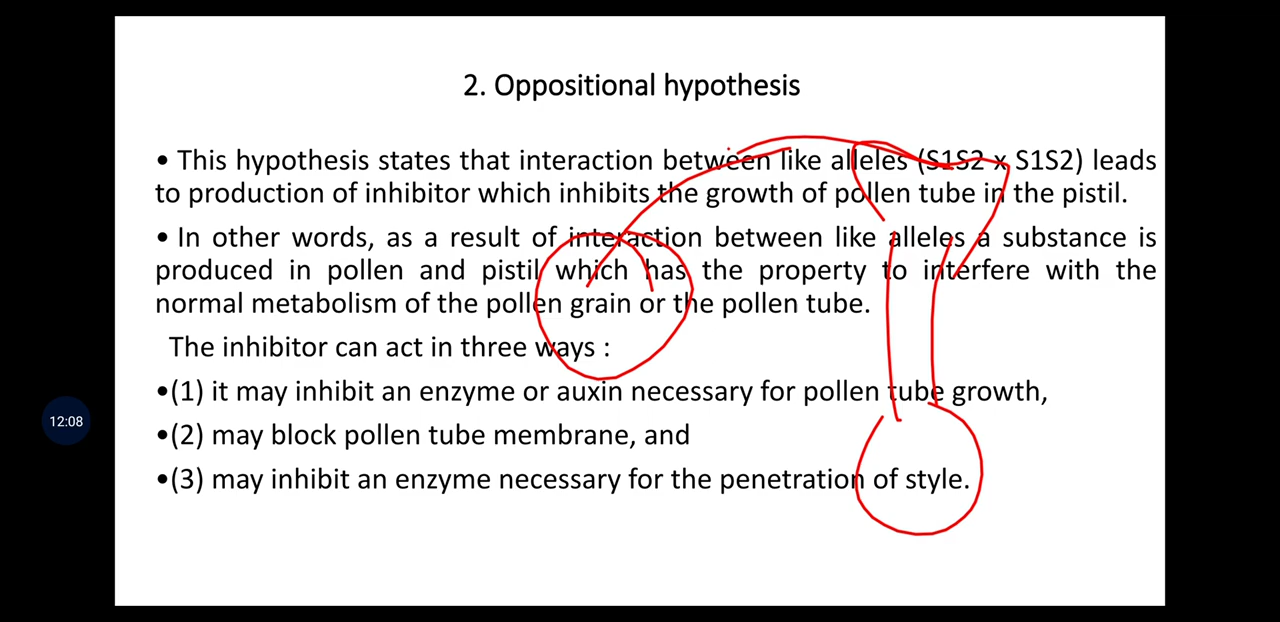 2. Oppositional hypothesis
• This hypothesis states that interaction between like alleles (S1S2 x S1S2) leads
to production of inhibitor which inhibits the growth of pollen tube in the pistil.
• In other words, as a result of interaction between like alleles a substance is
produced in pollen and pistil which has the property to interfere with the
normal metabolism of the pollen grain or the pollen tube.
The inhibitor can act in three ways :
•(1) it may inhibit an enzyme or auxin necessary for pollen tube growth,
12:08
•(2) may block pollen tube membrane, and
•(3) may inhibit an enzyme necessary for the penetration of style.